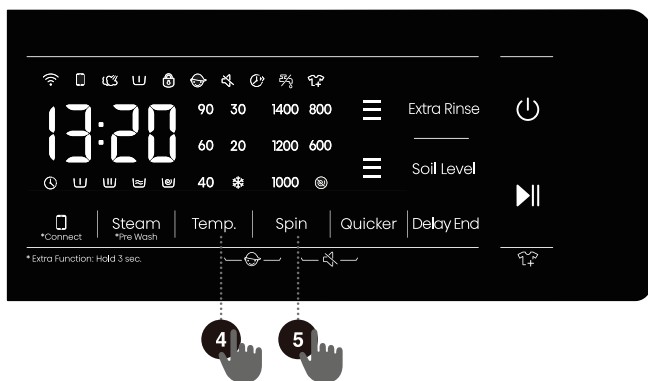 13:20
90 30 1400 800
Extra Rinse
60 20 1200 600
Soil Level
40 1000
*Connect
Steam
*Pre Wash
Temp.
Spin
Quicker
Delay End
* Extra Function: Hold 3 sec.
4
5